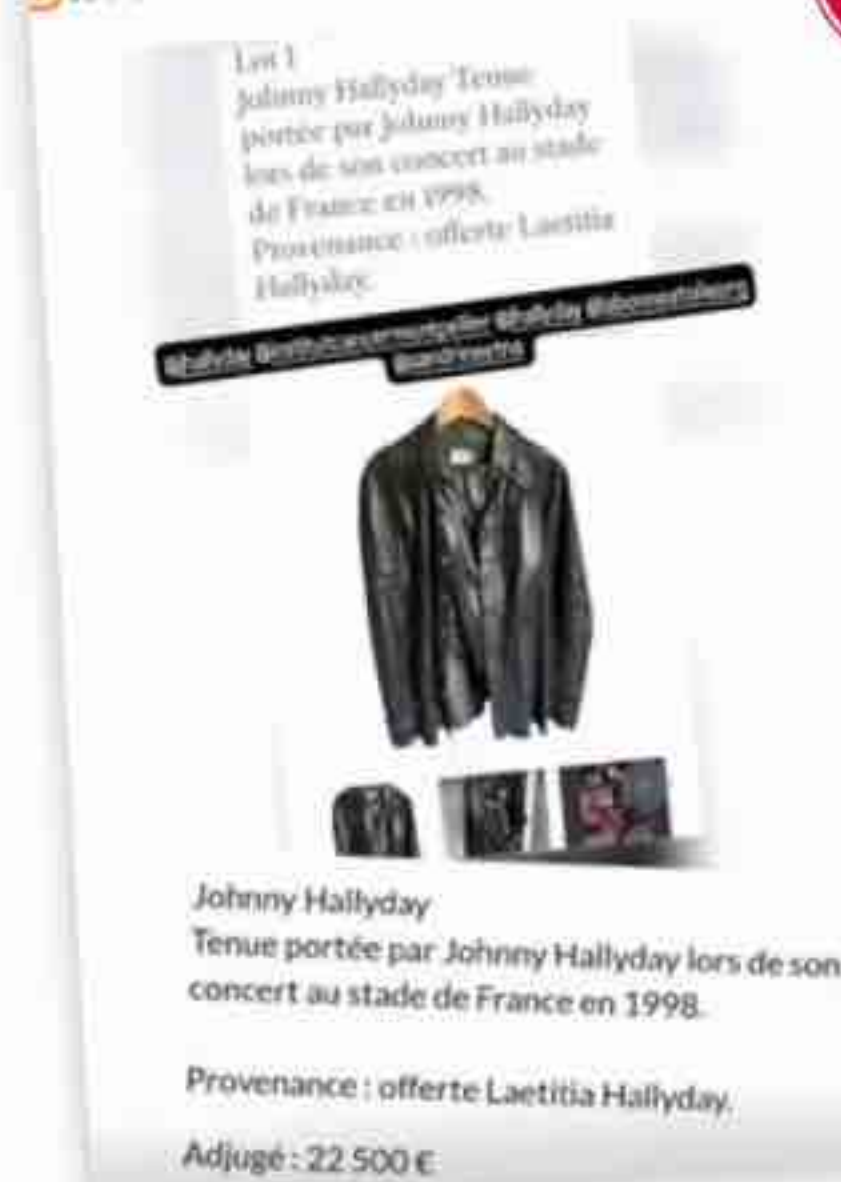 Lot 1
Johnny Hallyday Tenue
portée par Johnny Hallyday
lors de son concert au stade
de France en 1998.
Provenance : offerte Laetitia
Hallyday.
Johnny Hallyday
Tenue portée par Johnny Hallyday lors de son
concert au stade de France en 1998.
Provenance : offerte Laetitia Hallyday.
Adjugé : 22 500 €